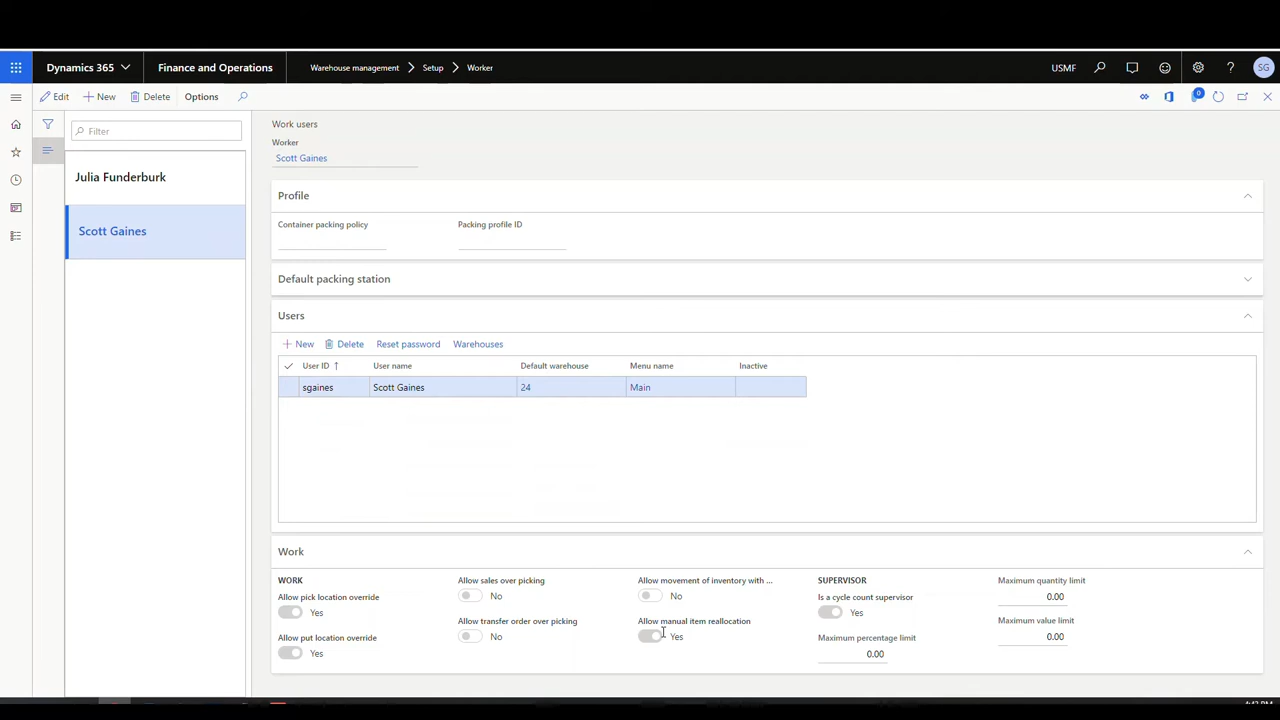 Dynamics 365
Finance and Operations
Warehouse management
Setup
Worker
USMF
SG
Edit
New
Delete
Options
0
Filter
Julia Funderburk
Scott Gaines
Work users
Worker
Scott Gaines
Profile
Container packing policy
Packing profile ID
Default packing station
Users
New
Delete
Reset password
Warehouses
User ID
User name
Default warehouse
Menu name
Inactive
sgaines
Scott Gaines
24
Main
Work
WORK
Allow pick location override
Yes
Allow put location override
Yes
Allow sales over picking
No
Allow transfer order over picking
No
Allow movement of inventory with ...
No
Allow manual item reallocation
Yes
SUPERVISOR
Is a cycle count supervisor
Yes
Maximum percentage limit
0.00
Maximum quantity limit
0.00
Maximum value limit
0.00